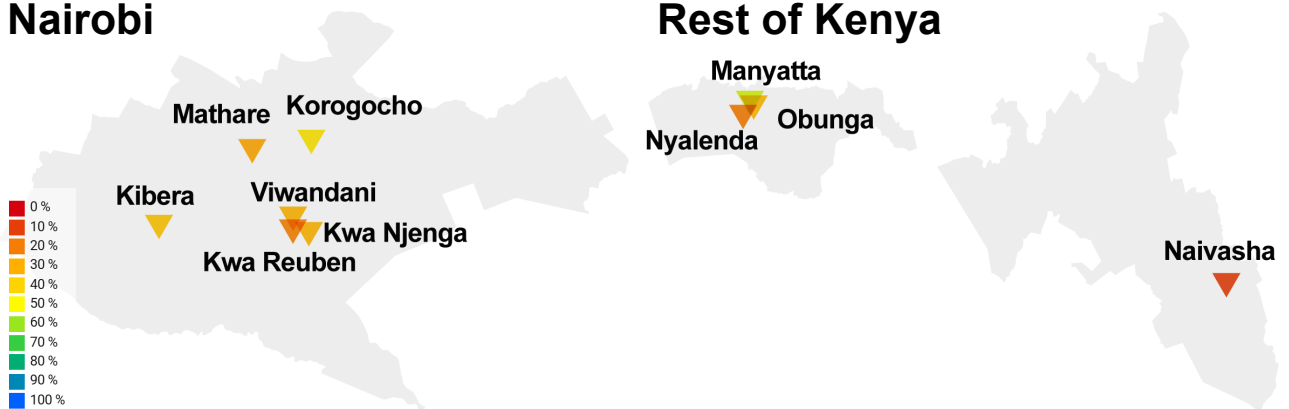 Nairobi
Rest of Kenya
Manyatta
Mathare
Korogocho
Obunga
Nyalenda
Kibera
Viwandani
Kwa Njenga
Kwa Reuben
Naivasha
0 %
10 %
20 %
30 %
40 %
50 %
60 %
70 %
80 %
90 %
100 %